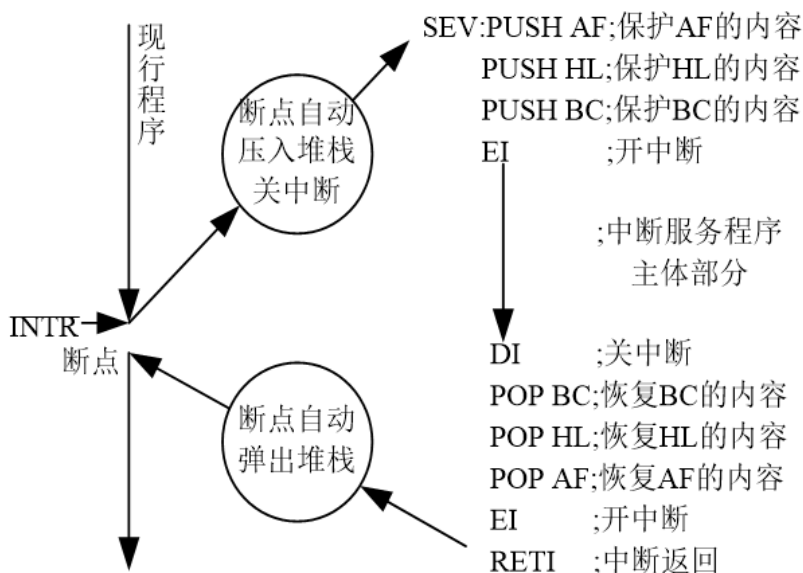 现行程序
断点自动
压入堆栈
关中断
INTR
断点
断点自动
弹出堆栈
SEV:PUSH AF;保护AF的内容
PUSH HL;保护HL的内容
PUSH BC;保护BC的内容
EI ;开中断
;中断服务程序
主体部分
DI ;关中断
POP BC;恢复BC的内容
POP HL;恢复HL的内容
POP AF;恢复AF的内容
EI ;开中断
RETI ;中断返回